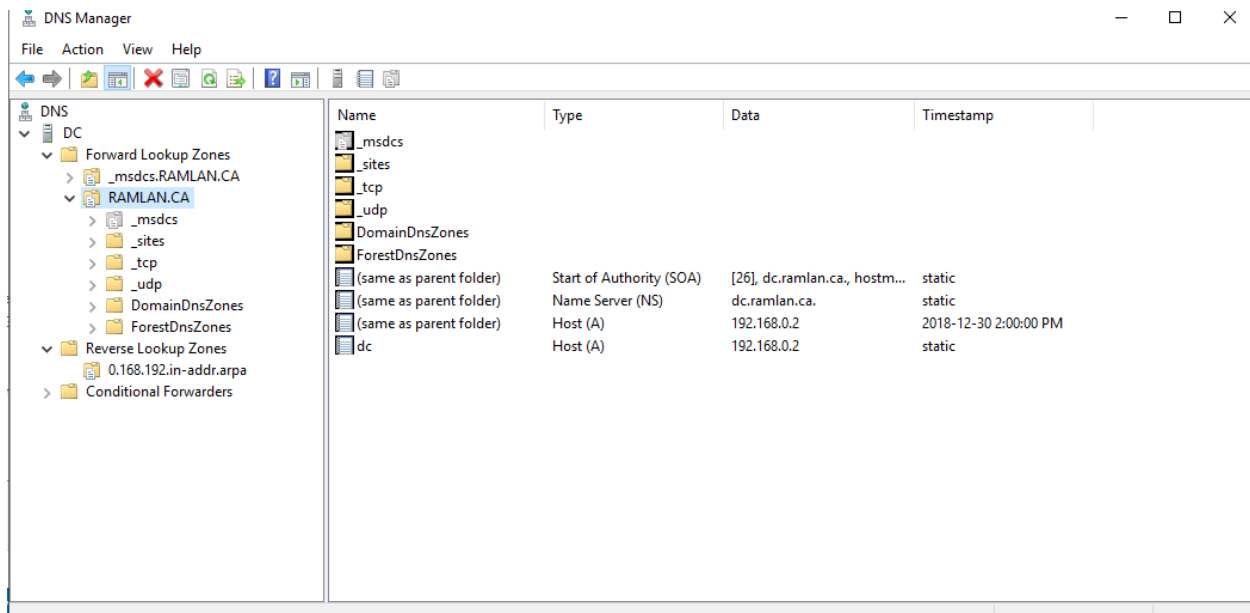 DNS Manager
File Action View Help
DNS
DC
Forward Lookup Zones
_msdcs.RAMLAN.CA
RAMLAN.CA
_msdcs
_sites
_tcp
_udp
DomainDnsZones
ForestDnsZones
Reverse Lookup Zones
0.168.192.in-addr.arpa
Conditional Forwarders
Name Type Data Timestamp
_msdcs
_sites
_tcp
_udp
DomainDnsZones
ForestDnsZones
(same as parent folder) Start of Authority (SOA) [26], dc.ramlan.ca., hostm... static
(same as parent folder) Name Server (NS) dc.ramlan.ca. static
(same as parent folder) Host (A) 192.168.0.2 2018-12-30 2:00:00 PM
dc Host (A) 192.168.0.2 static